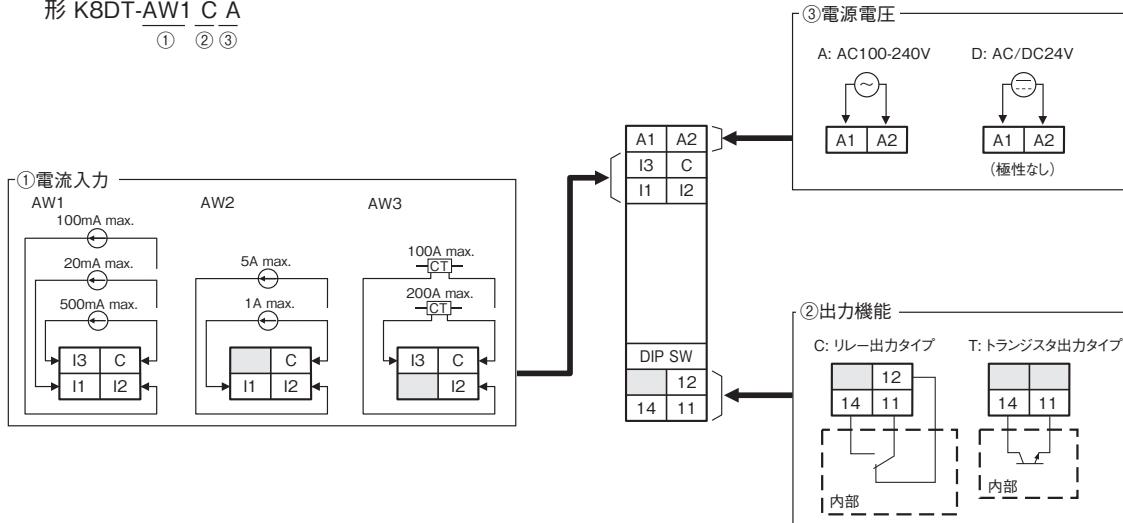 形 K8DT-AW1 C A
① ② ③
①電流入力
AW1
100mA max.
20mA max.
500mA max.
I3 C
I1 I2
AW2
5A max.
1A max.
C
I1 I2
AW3
100A max.
CT
200A max.
CT
I3 C
I2
A1 A2
I3 C
I1 I2
DIP SW
12
14 11
③電源電圧
A: AC100-240V
A1 A2
D: AC/DC24V
A1 A2
(極性なし)
②出力機能
C: リレー出力タイプ
12
14 11
内部
T: トランジスタ出力タイプ
14 11
内部